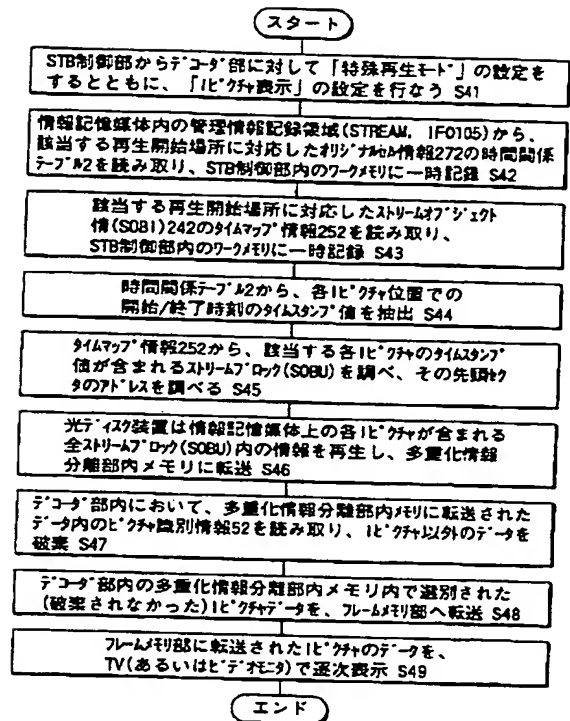 スタート
STB制御部からデコーダ部に対して「特殊再生モード」の設定を
するとともに、「Iピクチャ表示」の設定を行なう S41
情報記憶媒体内の管理情報記録領域(STREAM. IFO105)から、
該当する再生開始場所に対応したオリジナルセル情報272の時間関係
テーブル2を読み取り、STB制御部内のワークメモリに一時記録 S42
該当する再生開始場所に対応したストリームオブジェクト
情(SOBI)242のタイムマップ情報252を読み取り、
STB制御部内のワークメモリに一時記録 S43
時間関係テーブル2から、各Iピクチャ位置での
開始/終了時刻のタイムスタンプ値を抽出 S44
タイムマップ情報252から、該当する各Iピクチャのタイムスタンプ
値が含まれるストリームブロック(SOBU)を調べ、その先頭セク
タのアドレスを調べる S45
光ディスク装置は情報記憶媒体上の各Iピクチャが含まれる
全ストリームブロック(SOBU)内の情報を再生し、多重化情報
分離部内メモリに転送 S46
デコーダ部内において、多重化情報分離部内メモリに転送された
データ内のピクチャ識別情報52を読み取り、Iピクチャ以外のデータを
破棄 S47
デコーダ部内の多重化情報分離部内メモリ内で選別された
(破棄されなかった)Iピクチャデータを、フレームメモリ部へ転送 S48
フレームメモリ部に転送されたIピクチャのデータを、
TV(あるいはビデオモニタ)で逐次表示 S49
エンド